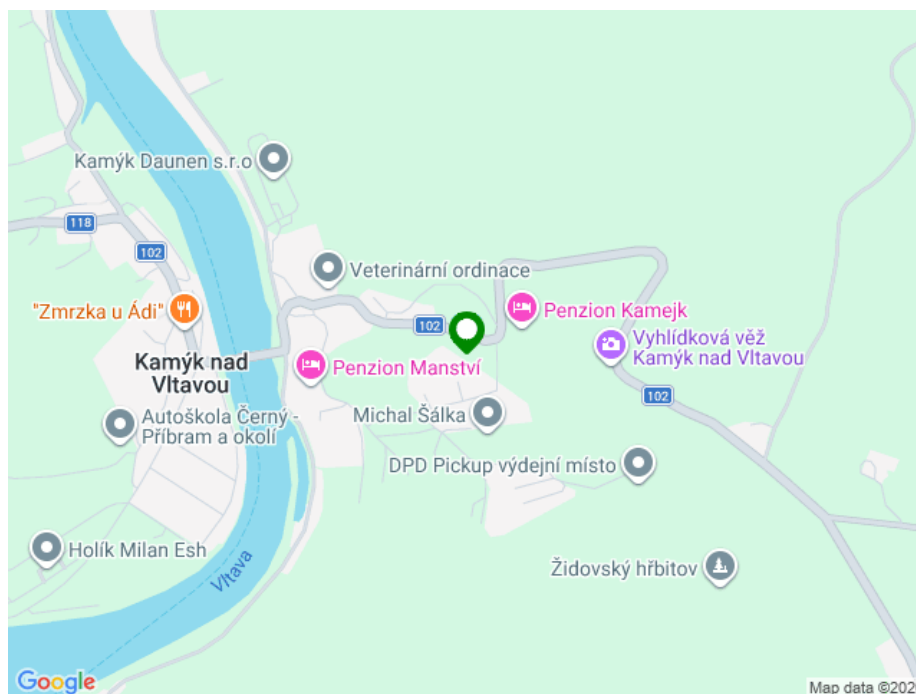 Kamýk Daunen s.r.o
118
102
Veterinární ordinace
"Zmrzka u Ádi"
102
Penzion Kamejk
Vyhlídková věž
Kamýk nad Vltavou
Kamýk nad
Vltavou
Penzion Manství
102
Autoškola Černý -
Příbram a okolí
Michal Šálka
DPD Pickup výdejní místo
Holík Milan Esh
Vltava
Židovský hřbitov
Google
Map data ©202